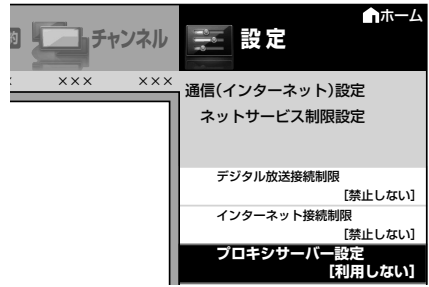 ホーム
的 チャンネル 設定
××× ×××
通信(インターネット)設定
ネットサービス制限設定
デジタル放送接続制限
[禁止しない]
インターネット接続制限
[禁止しない]
プロキシサーバー設定
[利用しない]